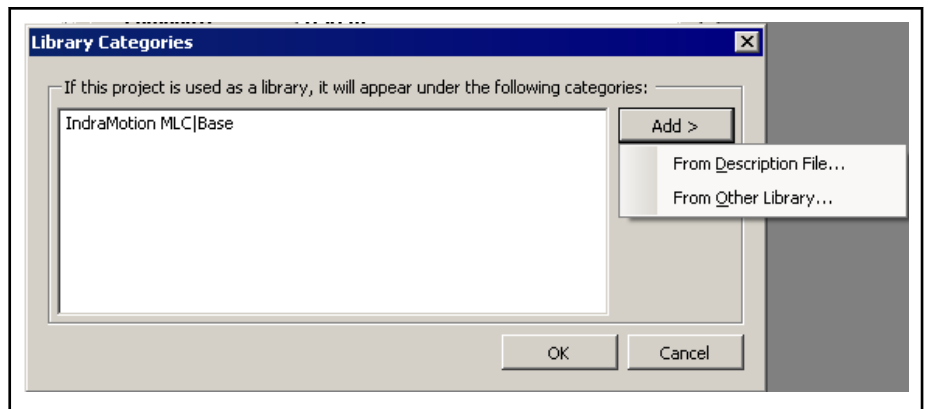 Library Categories
If this project is used as a library, it will appear under the following categories:
IndraMotion MLC|Base
Add >
From Description File...
From Other Library...
OK
Cancel